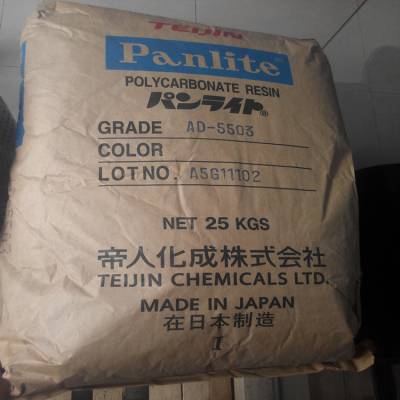 TEIJIN
Panlite®
POLYCARBONATE RESIN
パンライト®
GRADE AD-5503
COLOR
LOT NO. A5G11102
NET 25 KGS
帝人化成株式会社
TEIJIN CHEMICALS LTD.
MADE IN JAPAN
在日本制造
I